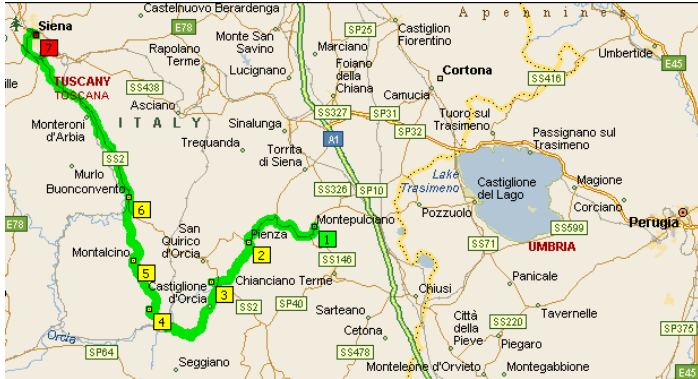 Castelnuovo Berardenga
A p e n n i n e s
E78
Siena
SP25
Castiglion
Fiorentino
Monte San
Savino
Marciano
Umbertide
7
Rapolano
Terme
Foiano
della
Chiana
E45
ville
Lucignano
Cortona
TUSCANY
TOSCANA
SS438
Camucia
SS416
Asciano
SS327
SP31
I T A L Y
Monteroni
d'Arbia
Sinalunga
A1
SP32
Tuoro sul
Trasimeno
Passignano sul
Trasimeno
Trequanda
Torrita
di Siena
SS2
Murlo
Lake
Trasimeno
Castiglione
del Lago
Magione
Buonconvento
SS326
SP10
Corciano
6
Pozzuolo
Perugia
E78
San
Quirico
d'Orcia
Montepulciano
1
SS599
Pienza
SS71
UMBRIA
2
Montalcino
SS146
5
Castiglione
d'Orcia
Chianciano Terme
Panicale
3
Chiusi
SS2
SP40
Sarteano
Città
della
Pieve
Tavernelle
4
SS220
SP375
Orcia
Cetona
Piegaro
SP64
SS478
Seggiano
Monteleone d'Orvieto
Montegabbione
E45